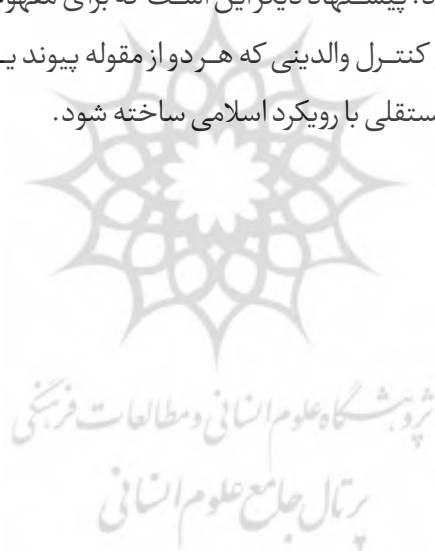 پیشنهاد دیگر این است که برای
کنترل والدینی که هر دو از مقوله پیوند
ستقلی با رویکرد اسلامی ساخته شود.
پژوهشگاه علوم انسانی و مطالعات فرهنگی
پرتال جامع علوم انسانی